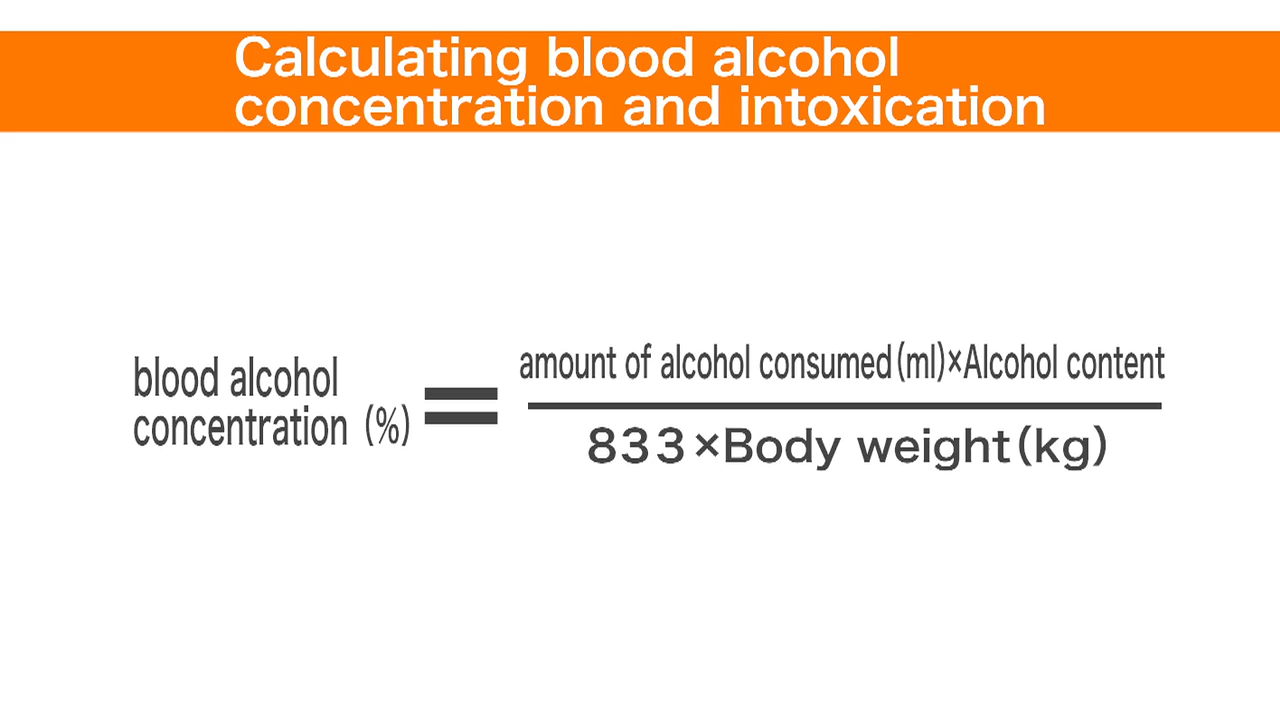 Calculating blood alcohol
concentration and intoxication
blood alcohol
concentration (%)
=
amount of alcohol consumed(ml)×Alcohol content
833×Body weight(kg)